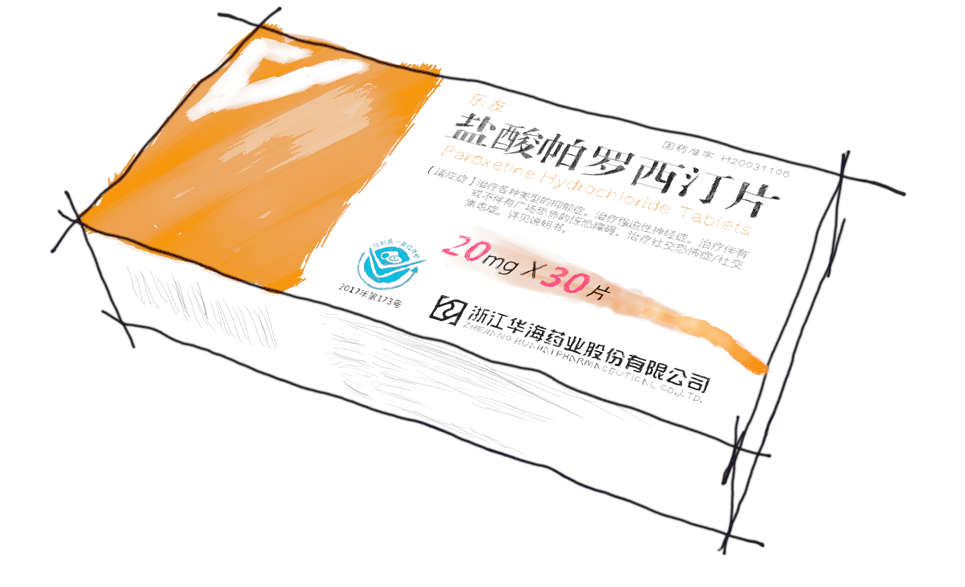 乐友
国药准字 H20031106
盐酸帕罗西汀片
Paroxetine Hydrochloride Tablets
【适应症】治疗各种类型的抑郁症。治疗强迫性神经症。治疗伴有
或不伴有广场恐怖的惊恐障碍。治疗社交恐怖症/社交
焦虑症。详见说明书。
20mg X 30片
2017年第173号
浙江华海药业股份有限公司
ZHEJIANG HUAHAI PHARMACEUTICAL CO.,LTD.